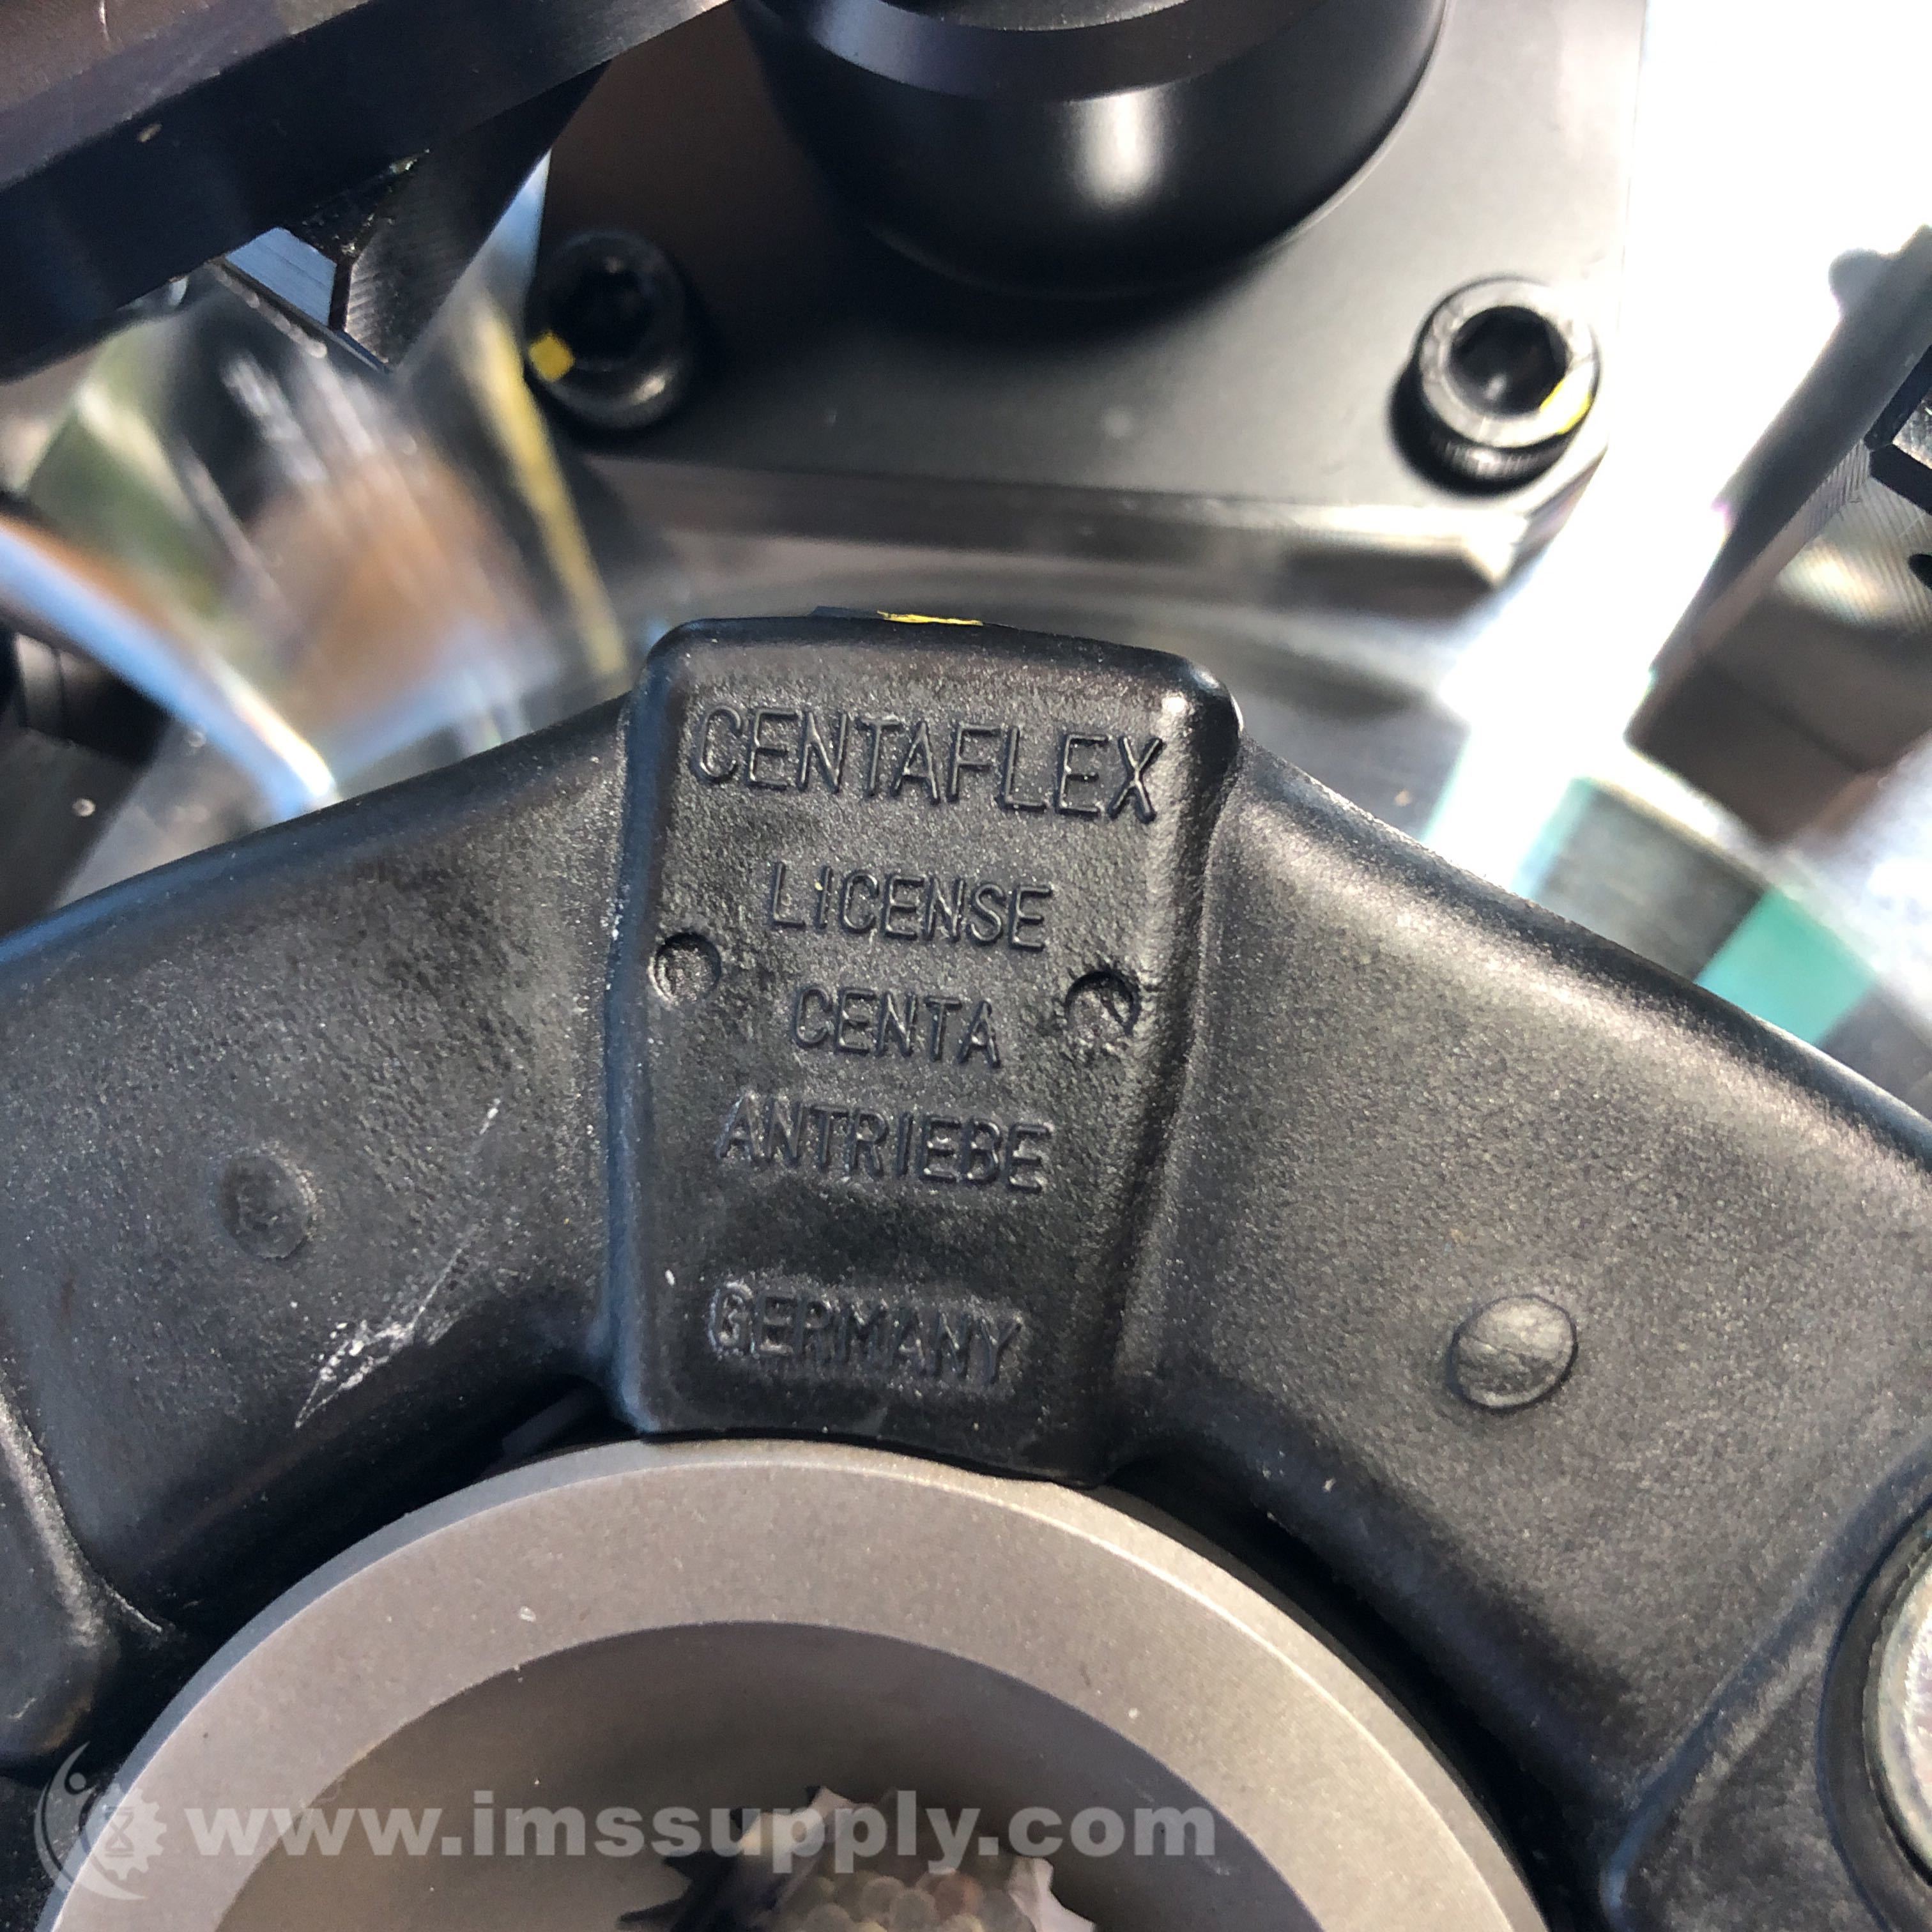 CENTAFLEX
LICENSE
CENTA
ANTRIEBE
GERMANY
www.imssupply.com